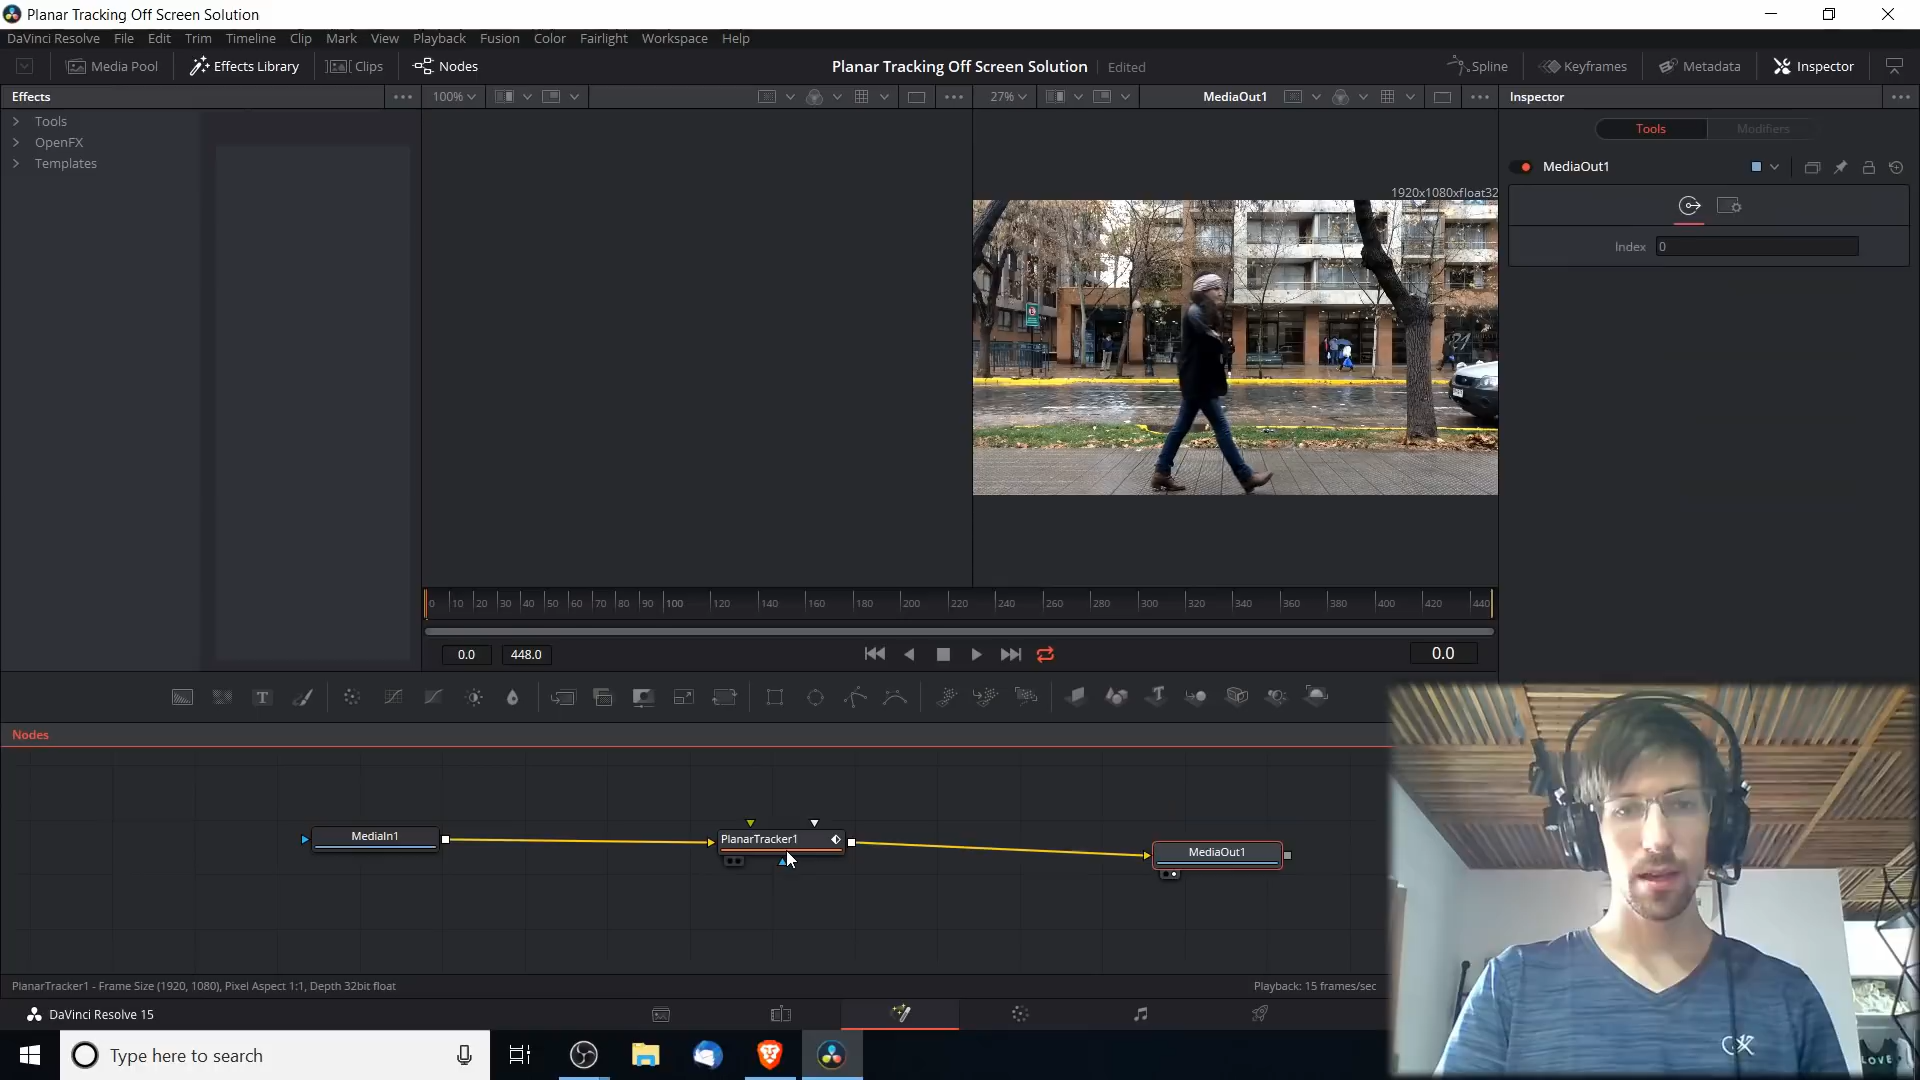 Planar Tracking Off Screen Solution
DaVinci Resolve File Edit Trim Timeline Clip Mark View Playback Fusion Color Fairlight Workspace Help
Media Pool Effects Library Clips Nodes Planar Tracking Off Screen Solution Edited Spline Keyframes Metadata Inspector
Effects 100% 27% MediaOut1 Inspector
Tools
OpenFX
Templates
Tools Modifiers
MediaOut1
1920x1080xfloat32
Index 0
0 10 20 30 40 50 60 70 80 90 100 120 140 160 180 200 220 240 260 280 300 320 340 360 380 400 420 440
0.0 448.0 0.0
T
Nodes
MediaIn1 PlanarTracker1 MediaOut1
PlanarTracker1 - Frame Size (1920, 1080), Pixel Aspect 1:1, Depth 32bit float Playback: 15 frames/sec
DaVinci Resolve 15
Type here to search
LOVE